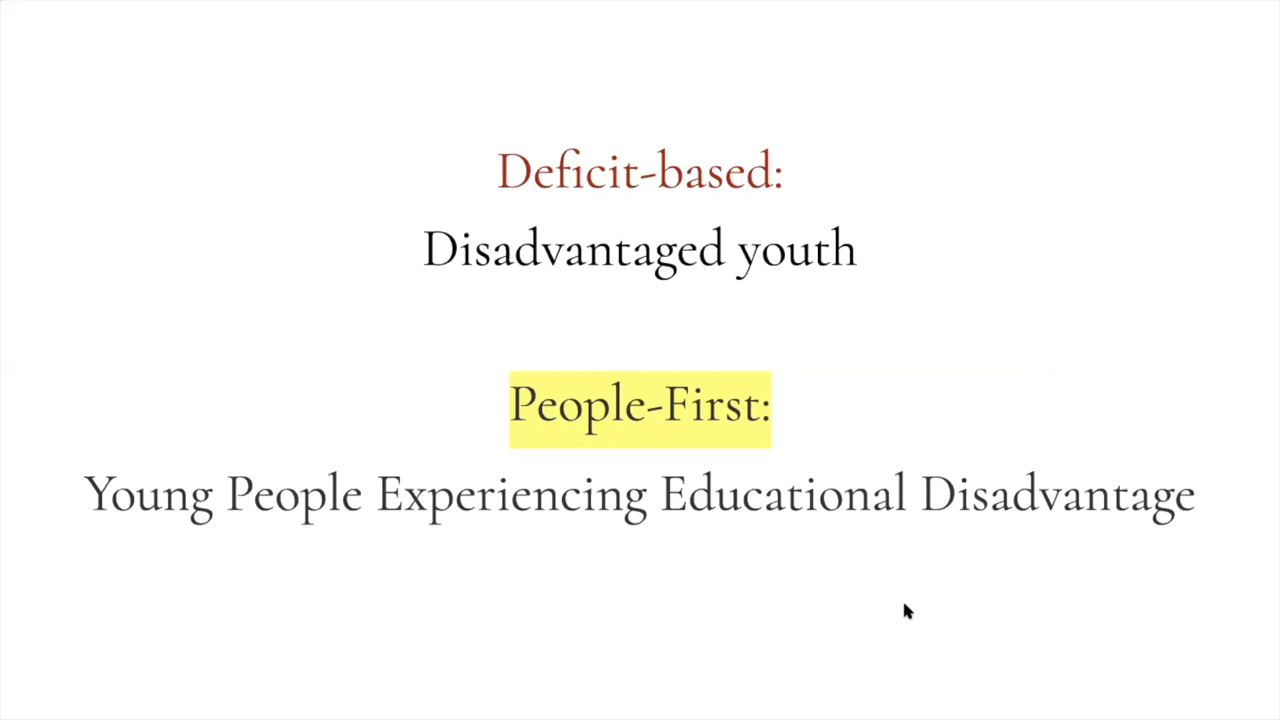 Deficit-based:
Disadvantaged youth
People-First:
Young People Experiencing Educational Disadvantage